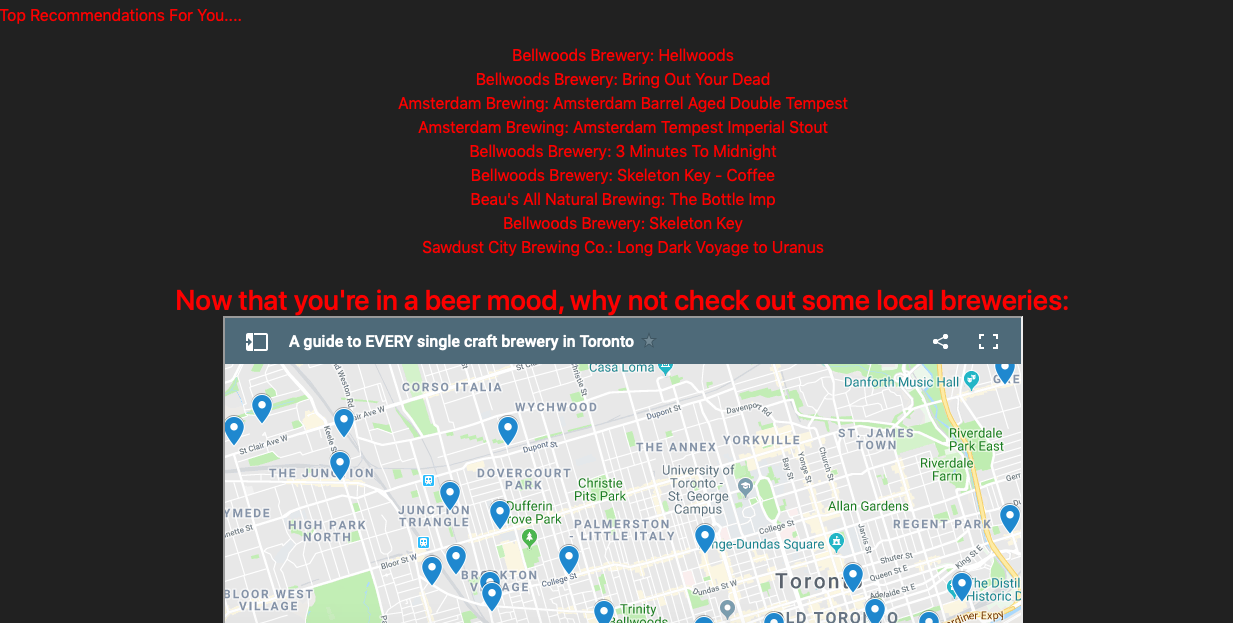 Top Recommendations For You....
Bellwoods Brewery: Hellwoods
Bellwoods Brewery: Bring Out Your Dead
Amsterdam Brewing: Amsterdam Barrel Aged Double Tempest
Amsterdam Brewing: Amsterdam Tempest Imperial Stout
Bellwoods Brewery: 3 Minutes To Midnight
Bellwoods Brewery: Skeleton Key - Coffee
Beau's All Natural Brewing: The Bottle Imp
Bellwoods Brewery: Skeleton Key
Sawdust City Brewing Co.: Long Dark Voyage to Uranus
Now that you're in a beer mood, why not check out some local breweries:
A guide to EVERY single craft brewery in Toronto
Casa Loma
Danforth Music Hall
GRE
CORSO ITALIA
WYCHWOOD
Dupont St
Davenport Rd
St Clair Ave W
Keele St
THE ANNEX
YORKVILLE
ST. JAMES
TOWN
Riverdale
Park East
Riverdale
Farm
THE JUNCTION
Dupont St
DOVERCOURT
PARK
Christie
Pits Park
University of
Toronto -
St. George
Campus
Bay St
Yonge St
Church St
Allan Gardens
REGENT PARK
JUNCTION
TRIANGLE
Dufferin
rove Park
HIGH PARK
NORTH
PALMERSTON
- LITTLE ITALY
College St
nge-Dundas Square
Jarvis St
Shuter St
Queen St E
King St E
Bloor St W
BROCKTON
VILLAGE
College St
Dundas St W
Toronto
Adelaide St E
The Distil
Historic D
BLOOR WEST
VILLAGE
Trinity
Bellwoods
OLD TORONTO
ardiner Expy